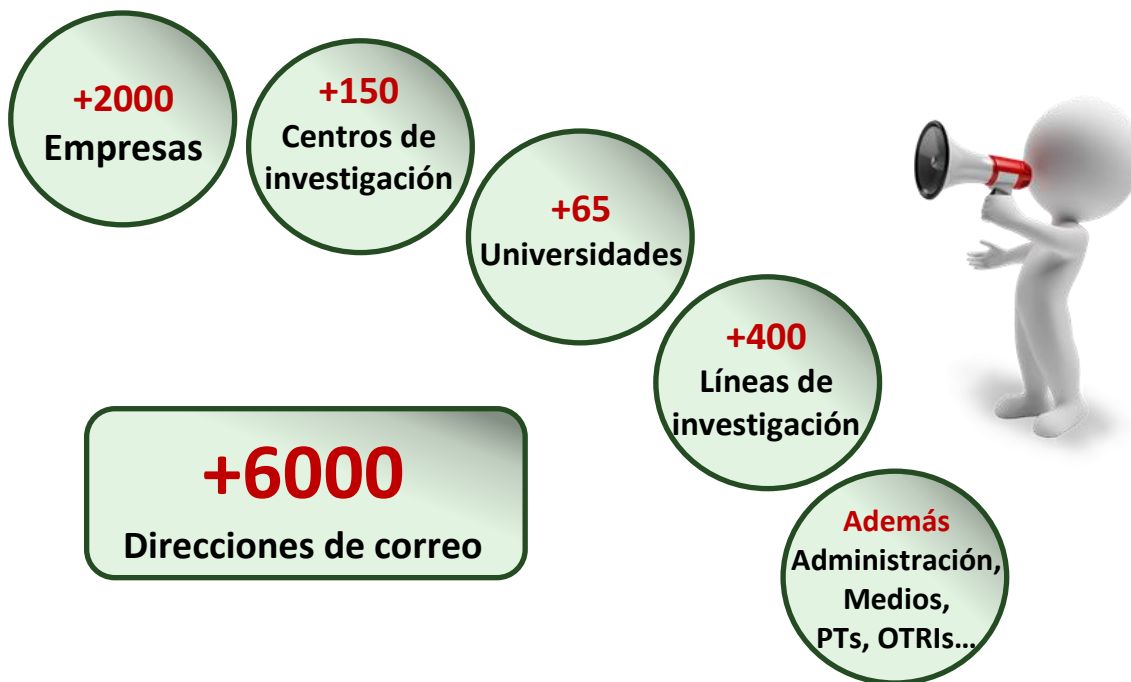 +2000
Empresas
+150
Centros de
investigación
+65
Universidades
+400
Líneas de
investigación
+6000
Direcciones de correo
Además
Administración,
Medios,
PTs, OTRIs…